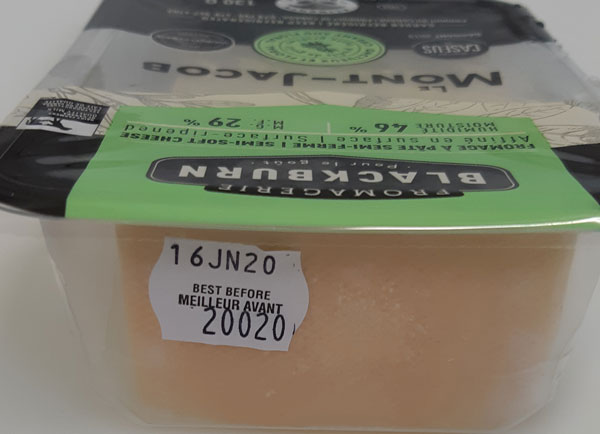 FROMAGERIE
BLACKBURN
Pour le goût
FROMAGE À PÂTE SEMI-FERME | SEMI-SOFT CHEESE
Affiné en surface | Surface-ripened
HUMIDITÉ
MOISTURE 46 % 29 %
LE
MONT-JACOB
CASEUS
130 g
16JN20
BEST BEFORE
MEILLEUR AVANT
20020